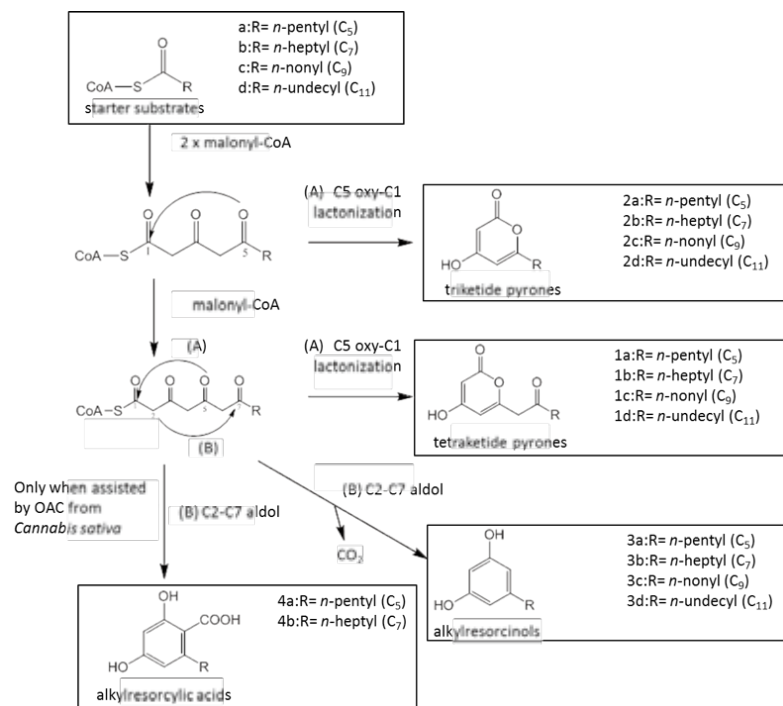 a:R= n-pentyl (C5)
b:R= n-heptyl (C7)
c:R= n-nonyl (C9)
d:R= n-undecyl (C11)
O
CoA—S
R
starter substrates
2 x malonyl-CoA
O O O
CoA—S
1
5
R
(A) C5 oxy-C1
lactonization
O
O
HO
R
triketide pyrones
2a:R= n-pentyl (C5)
2b:R= n-heptyl (C7)
2c:R= n-nonyl (C9)
2d:R= n-undecyl (C11)
malonyl-CoA
(A)
O O O O
CoA—S
1
2
5
7
R
(B)
(A) C5 oxy-C1
lactonization
O
O
O
HO
R
tetraketide pyrones
1a:R= n-pentyl (C5)
1b:R= n-heptyl (C7)
1c:R= n-nonyl (C9)
1d:R= n-undecyl (C11)
Only when assisted
by OAC from
Cannabis sativa
(B) C2-C7 aldol
(B) C2-C7 aldol
CO2
OH
HO
R
alkylresorcinols
3a:R= n-pentyl (C5)
3b:R= n-heptyl (C7)
3c:R= n-nonyl (C9)
3d:R= n-undecyl (C11)
OH
COOH
HO
R
alkylresorcylic acids
4a:R= n-pentyl (C5)
4b:R= n-heptyl (C7)